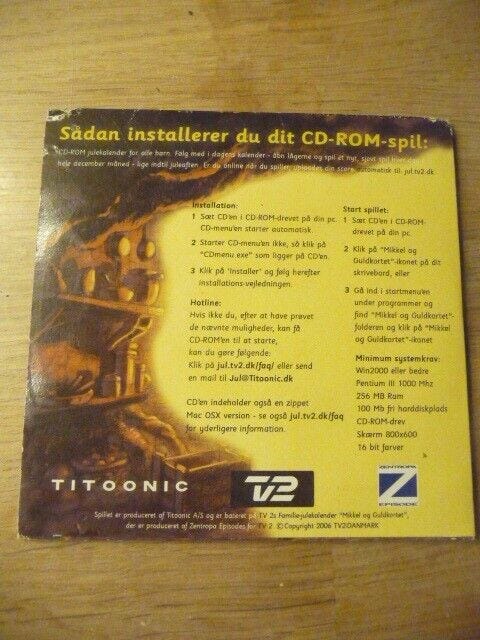 Sådan installerer du dit CD-ROM-spil:
CD-ROM julekalender for alle børn. Følg med i dagens kalender - åbn lågerne og spil et nyt, sjovt spil hver dag
hele december måned - lige indtil juleaften. Er du online når du spiller, uploades din score automatisk til jul.tv2.dk
Installation:
1 Sæt CD'en i CD-ROM-drevet på din pc.
CD-menu'en starter automatisk.
2 Starter CD-menu'en ikke, så klik på
"CDmenu.exe" som ligger på CD'en.
3 Klik på 'Installer' og følg herefter
installations-vejledningen.
Hotline:
Hvis ikke du, efter at have prøvet
de nævnte muligheder, kan få
CD-ROM'en til at starte,
kan du gøre følgende:
Klik på jul.tv2.dk/faq/ eller send
en mail til Jul@Titoonic.dk
CD'en indeholder også en zippet
Mac OSX version - se også jul.tv2.dk/faq
for yderligere information.
Start spillet:
1 Sæt CD'en i CD-ROM-
drevet på din pc.
2 Klik på "Mikkel og
Guldkortet"-ikonet på dit
skrivebord, eller
3 Gå ind i startmenu'en
under programmer og
find "Mikkel og Guldkortet"-
folderen og klik på "Mikkel
og Guldkortet"-ikonet
Minimum systemkrav:
Win2000 eller bedre
Pentium III 1000 Mhz
256 MB Ram
100 Mb fri harddiskplads
CD-ROM-drev
Skærm 800x600
16 bit farver
TITOONIC
TV2
ZENTROPA
EPISODE
Spillet er produceret af Titoonic A/S og er baseret på TV 2s Familie-julekalender "Mikkel og Guldkortet",
der er produceret af Zentropa Episodes for TV 2. ©Copyright 2006 TV2|DANMARK